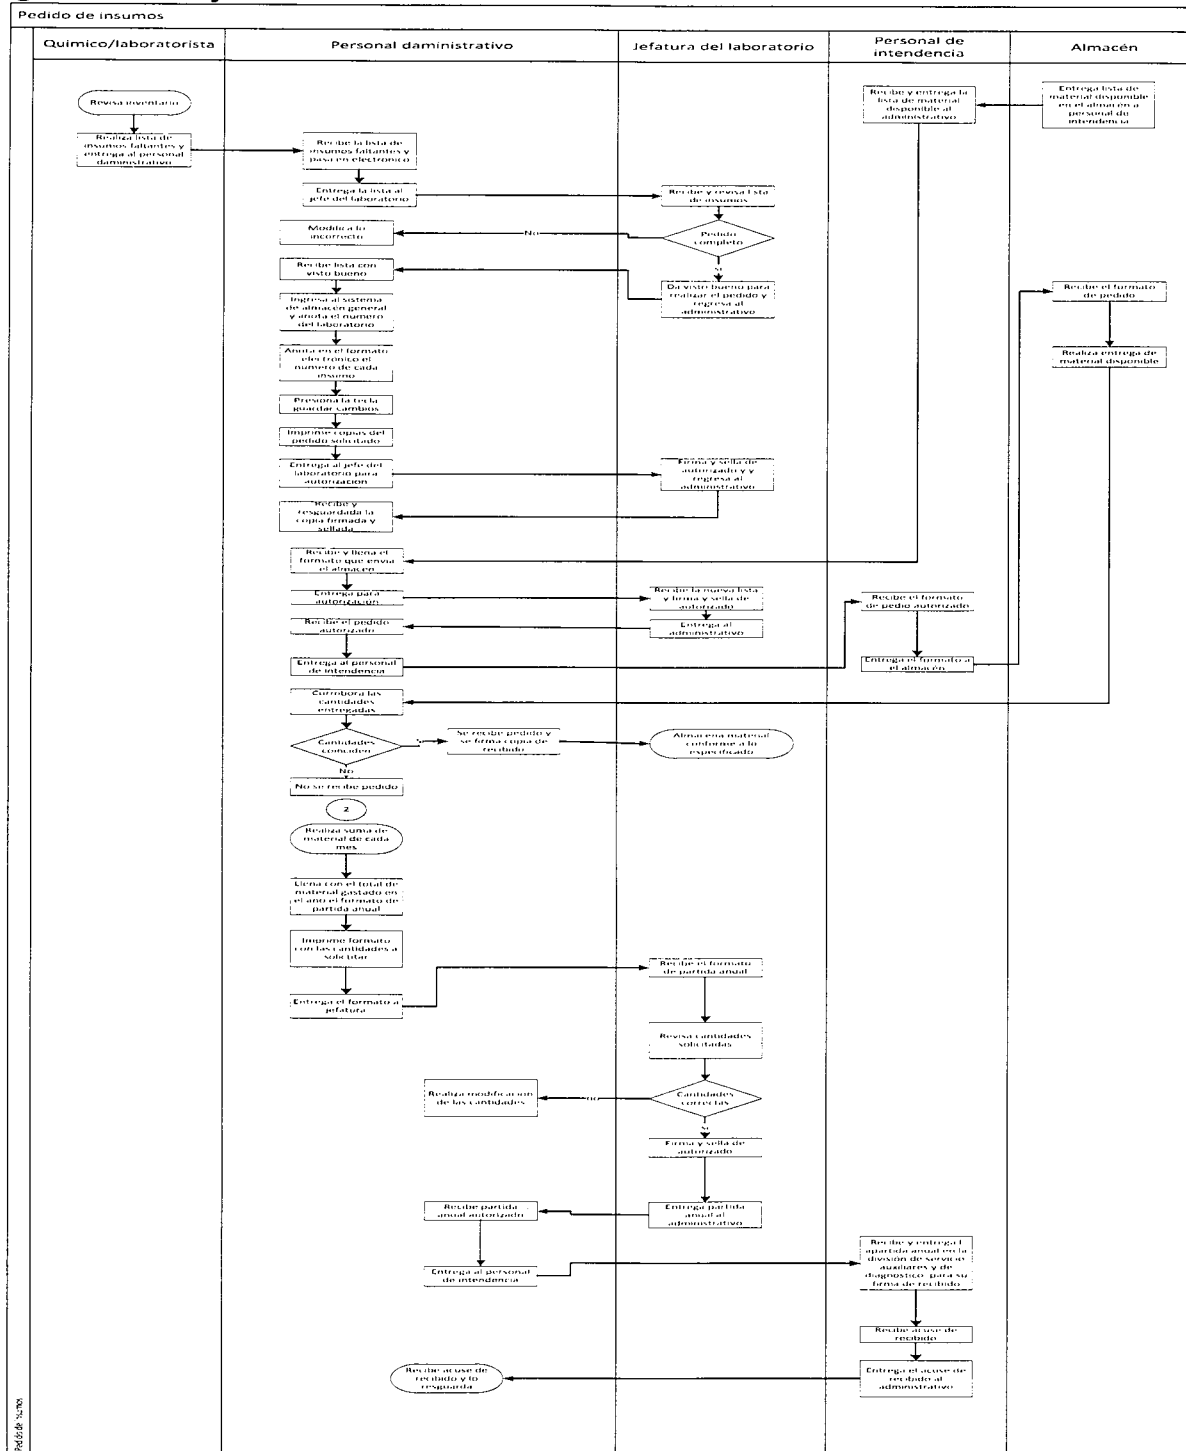 Pedido de insumos
Quimico/laboratorista
Personal daministrativo
Jefatura del laboratorio
Personal de
intendencia
Almacén
Revisa inventario
Realiza lista de
insumos faltantes y
entrega al personal
daministrativo
Recibe la lista de
insumos faltantes y
pasa en electronico
Entrega la lista al
jefe del laboratorio
Recibe y revisa lista
de insumos
Recibe y entrega la
lista de material
disponible al
administrativo
Entrega lista de
material disponible
en el almacén a
personal de
intendencia
Modifica lo
incorrecto
No
Pedido
completo
si
Recibe lista con
visto bueno
Da visto bueno para
realizar el pedido y
regresa al
administrativo
Ingresa al sistema
de almacén general
y anota el numero
del laboratorio
Recibe el formato
de pedido
Anota en el formato
electrónico el
numero de cada
insumo
Realiza entrega de
material disponible
Presiona la tecla
guardar cambios
Imprime copias del
pedido solicitado
Entrega al jefe del
laboratorio para
autorización
Firma y sella de
autorizado y y
regresa al
administrativo
Recibe y
resguardada la
copia firmada y
sellada
Recibe y llena el
formato que envia
el almacen
Entrega para
autorización
Recibe la nueva lista
y firma y sella de
autorizado
Recibe el formato
de pedio autorizado
Recibe el pedido
autorizado
Entrega al
administrativo
Entrega al personal
de intendencia
Entrega el formato a
el almacén
Corrobora las
cantidades
entregadas
Cantidades
coinciden
Se recibe pedido y
se firma copia de
recibido
Almacena material
conforme a lo
especificado
No
No se recibe pedido
2
Realiza suma de
material de cada
mes
Llena con el total de
material gastado en
el ano el formato de
partida anual
Imprime formato
con las cantidades a
solicitar
Entrega el formato a
jefatura
Recibe el formato
de partida anual
Revisa cantidades
solicitadas
Realiza modificacion
de las cantidades
no
Cantidades
correctas
si
Firma y sella de
autorizado
Recibe partida
anual autorizado
Entrega partida
anual al
administrativo
Entrega al personal
de intendencia
Recibe y entrega l
apartida anual en la
división de servicio
auxiliares y de
diagnostico para su
firma de recibido
Recibe acuse de
recibido
Recibe acuse de
recibido y lo
resguarda
Entrega el acuse de
recibido al
administrativo
Pedido de insumos